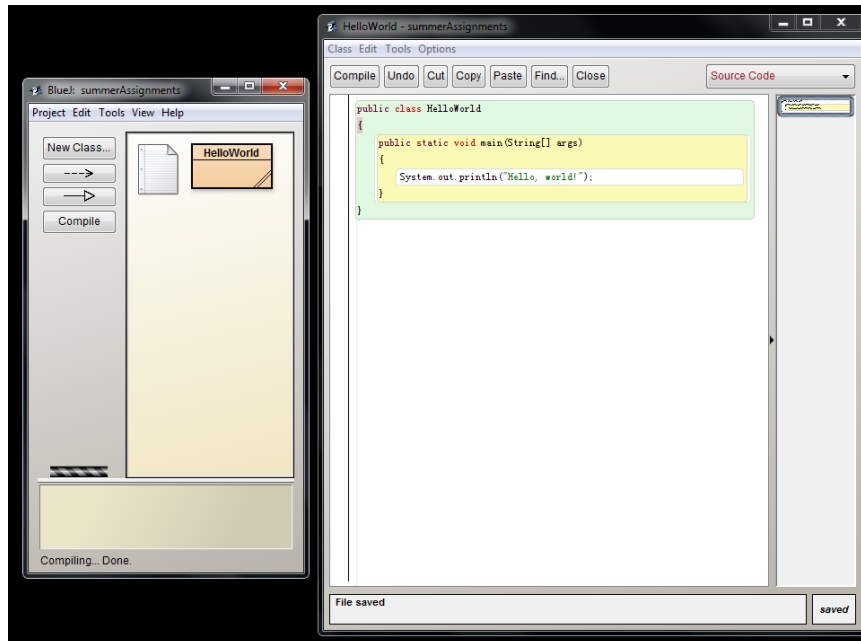 BlueJ: summerAssignments
Project Edit Tools View Help
New Class...
Compile
HelloWorld
Compiling... Done.
HelloWorld - summerAssignments
Class Edit Tools Options
Compile Undo Cut Copy Paste Find... Close Source Code
public class HelloWorld
{
public static void main(String[] args)
{
System.out.println("Hello, world!");
}
}
File saved
saved